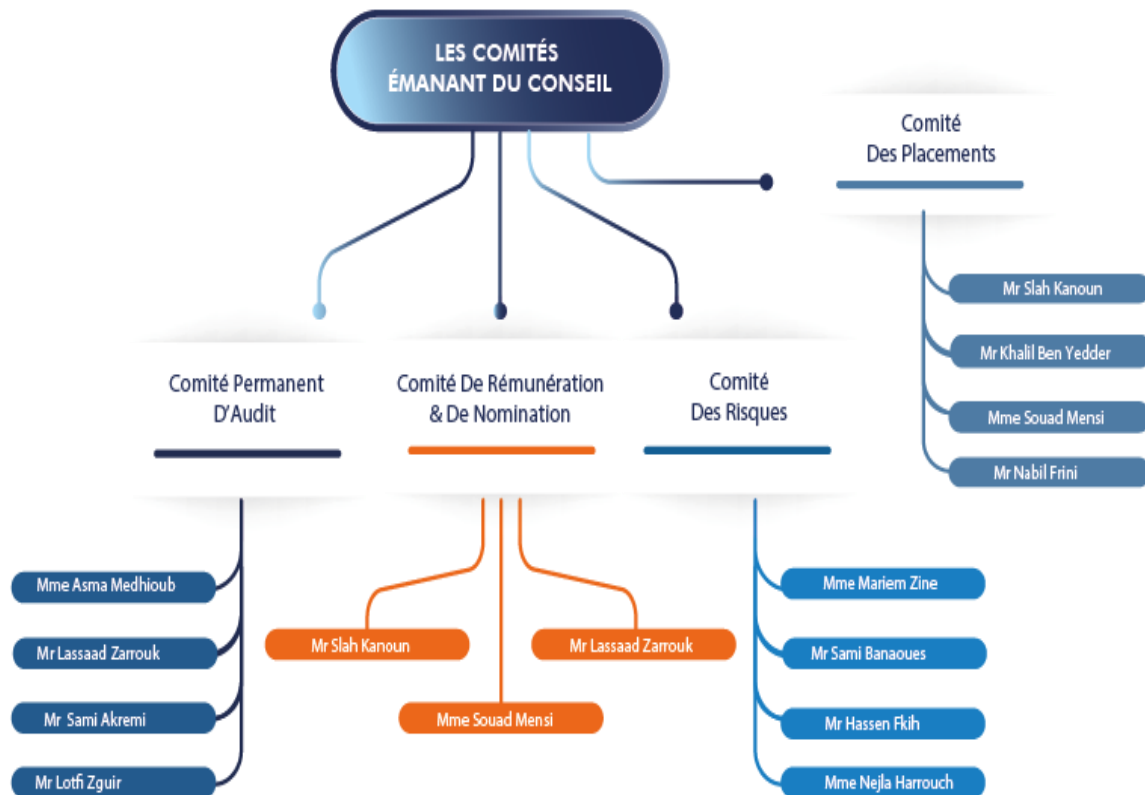 LES COMITÉS
ÉMANANT DU CONSEIL
Comité
Des Placements
Mr Slah Kanoun
Mr Khalil Ben Yedder
Mme Souad Mensi
Mr Nabil Frini
Comité Permanent
D'Audit
Mme Asma Medhioub
Mr Lassaad Zarrouk
Mr Sami Akremi
Mr Lotfi Zguir
Comité De Rémunération
& De Nomination
Mr Slah Kanoun
Mme Souad Mensi
Mr Lassaad Zarrouk
Comité
Des Risques
Mme Mariem Zine
Mr Sami Banaoues
Mr Hassen Fkih
Mme Nejla Harrouch